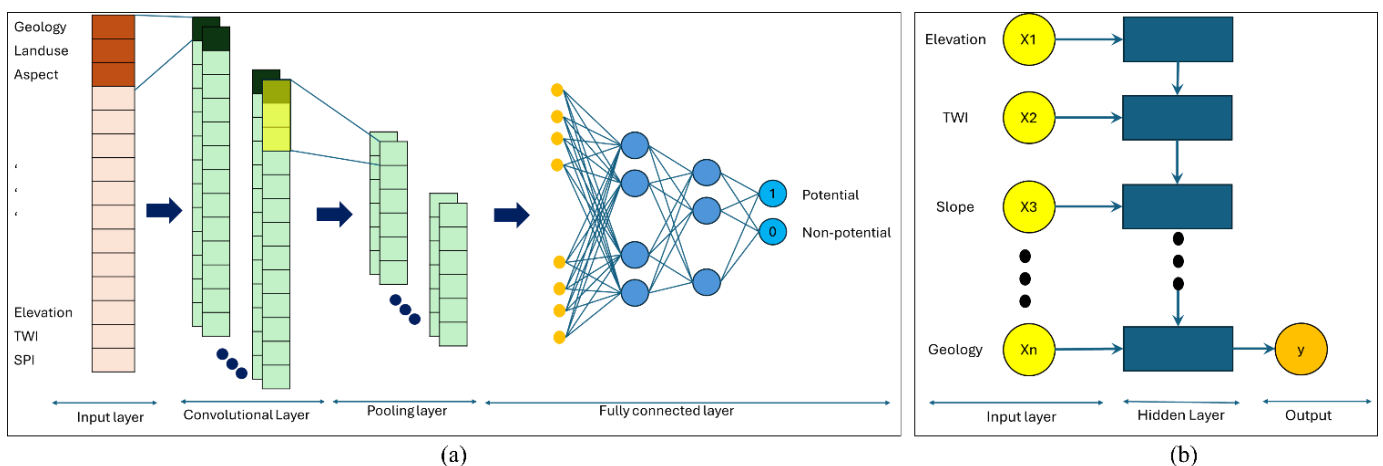 Geology
Landuse
Aspect
‘
‘
‘
Elevation
TWI
SPI
1
Potential
0
Non-potential
Input layer
Convolutional Layer
Pooling layer
Fully connected layer
(a)
Elevation
X1
TWI
X2
Slope
X3
Geology
Xn
y
Input layer
Hidden Layer
Output
(b)